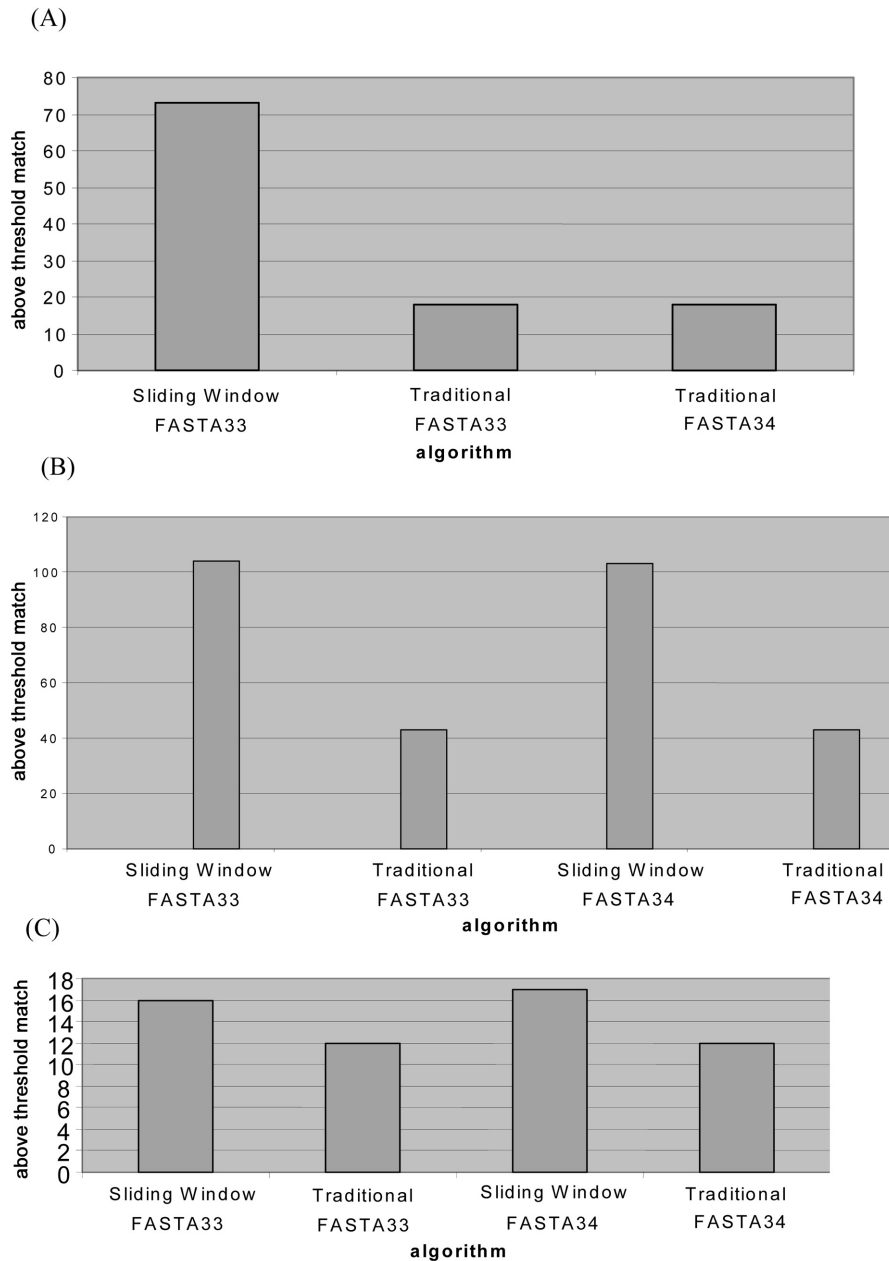 (A)
above threshold match
80
70
60
50
40
30
20
10
0
Sliding Window Traditional Traditional
FASTA33 FASTA33 FASTA34
algorithm
(B)
above threshold match
120
100
80
60
40
20
0
Sliding Window Traditional Sliding Window Traditional
FASTA33 FASTA33 FASTA34 FASTA34
algorithm
(C)
above threshold match
18
16
14
12
10
8
6
4
2
0
Sliding Window Traditional Sliding Window Traditional
FASTA33 FASTA33 FASTA34 FASTA34
algorithm